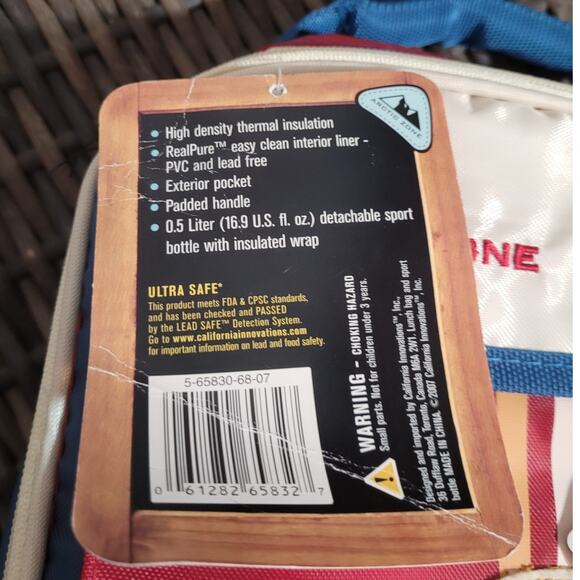 ARCTIC ZONE
• High density thermal insulation
• RealPure™ easy clean interior liner -
PVC and lead free
• Exterior pocket
• Padded handle
• 0.5 Liter (16.9 U.S. fl. oz.) detachable sport
bottle with insulated wrap
ONE
ULTRA SAFE*
This product meets FDA & CPSC standards,
and has been checked and PASSED
by the LEAD SAFE™ Detection System.
Go to www.californiainnovations.com
for important information on lead and food safety.
WARNING - CHOKING HAZARD
Small parts. Not for children under 3 years.
Designed and imported by California Innovations™, Inc.,
36 Dufflaw Road, Toronto, Canada M6A 2W1. Lunch bag and sport
bottle MADE IN CHINA. ©2007 California Innovations™ Inc.
5-65830-68-07
0 61282 65832 7